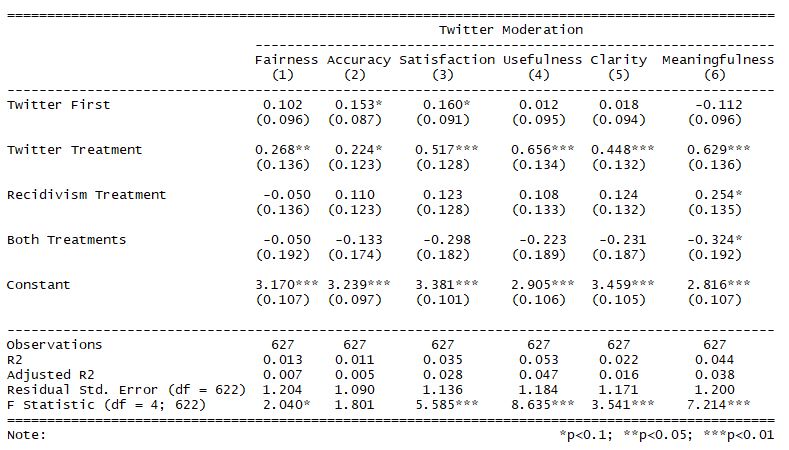 Twitter Moderation
Fairness Accuracy Satisfaction Usefulness Clarity Meaningfulness
(1) (2) (3) (4) (5) (6)
Twitter First 0.102 0.153* 0.160* 0.012 0.018 -0.112
(0.096) (0.087) (0.091) (0.095) (0.094) (0.096)
Twitter Treatment 0.268** 0.224* 0.517*** 0.656*** 0.448*** 0.629***
(0.136) (0.123) (0.128) (0.134) (0.132) (0.136)
Recidivism Treatment -0.050 0.110 0.123 0.108 0.124 0.254*
(0.136) (0.123) (0.128) (0.133) (0.132) (0.135)
Both Treatments -0.050 -0.133 -0.298 -0.223 -0.231 -0.324*
(0.192) (0.174) (0.182) (0.189) (0.187) (0.192)
Constant 3.170*** 3.239*** 3.381*** 2.905*** 3.459*** 2.816***
(0.107) (0.097) (0.101) (0.106) (0.105) (0.107)
Observations 627 627 627 627 627 627
R2 0.013 0.011 0.035 0.053 0.022 0.044
Adjusted R2 0.007 0.005 0.028 0.047 0.016 0.038
Residual Std. Error (df = 622) 1.204 1.090 1.136 1.184 1.171 1.200
F Statistic (df = 4; 622) 2.040* 1.801 5.585*** 8.635*** 3.541*** 7.214***
Note: *p<0.1; **p<0.05; ***p<0.01